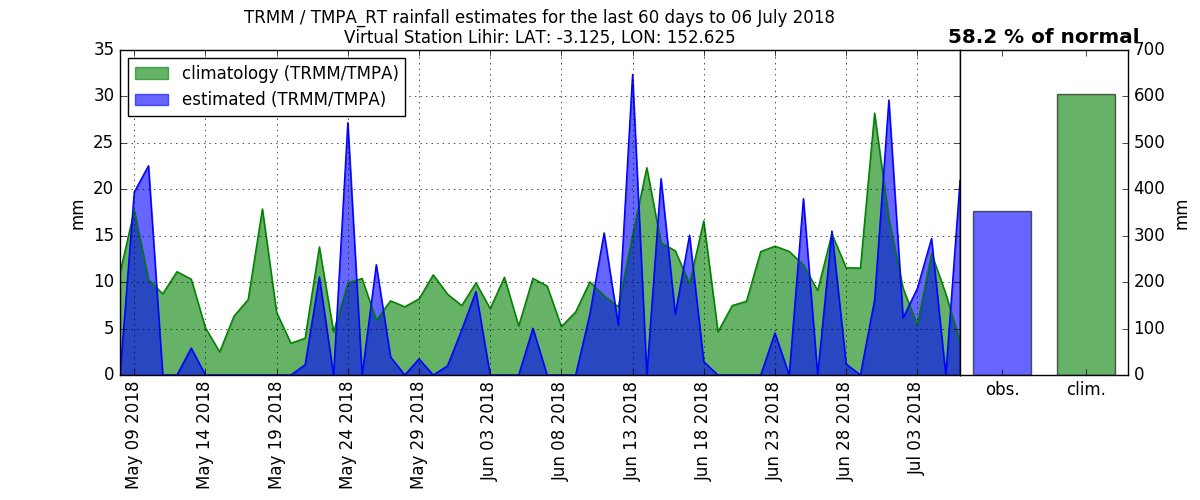 TRMM / TMPA_RT rainfall estimates for the last 60 days to 06 July 2018
Virtual Station Lihir: LAT: -3.125, LON: 152.625
58.2 % of normal
climatology (TRMM/TMPA)
estimated (TRMM/TMPA)
35
30
25
20
15
10
5
0
mm
May 09 2018
May 14 2018
May 19 2018
May 24 2018
May 29 2018
Jun 03 2018
Jun 08 2018
Jun 13 2018
Jun 18 2018
Jun 23 2018
Jun 28 2018
Jul 03 2018
obs.
clim.
700
600
500
400
300
200
100
0
mm